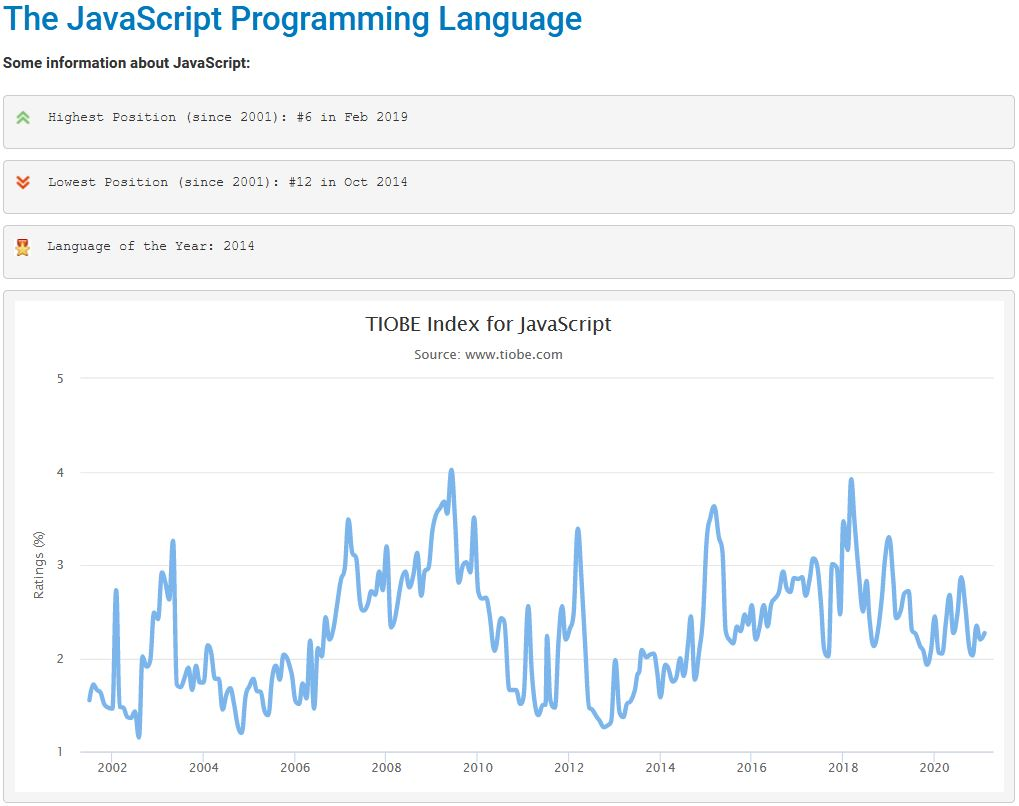 The JavaScript Programming Language
Some information about JavaScript:
Highest Position (since 2001): #6 in Feb 2019
Lowest Position (since 2001): #12 in Oct 2014
Language of the Year: 2014
TIOBE Index for JavaScript
Source: www.tiobe.com
Ratings (%)
5
4
3
2
1
2002 2004 2006 2008 2010 2012 2014 2016 2018 2020